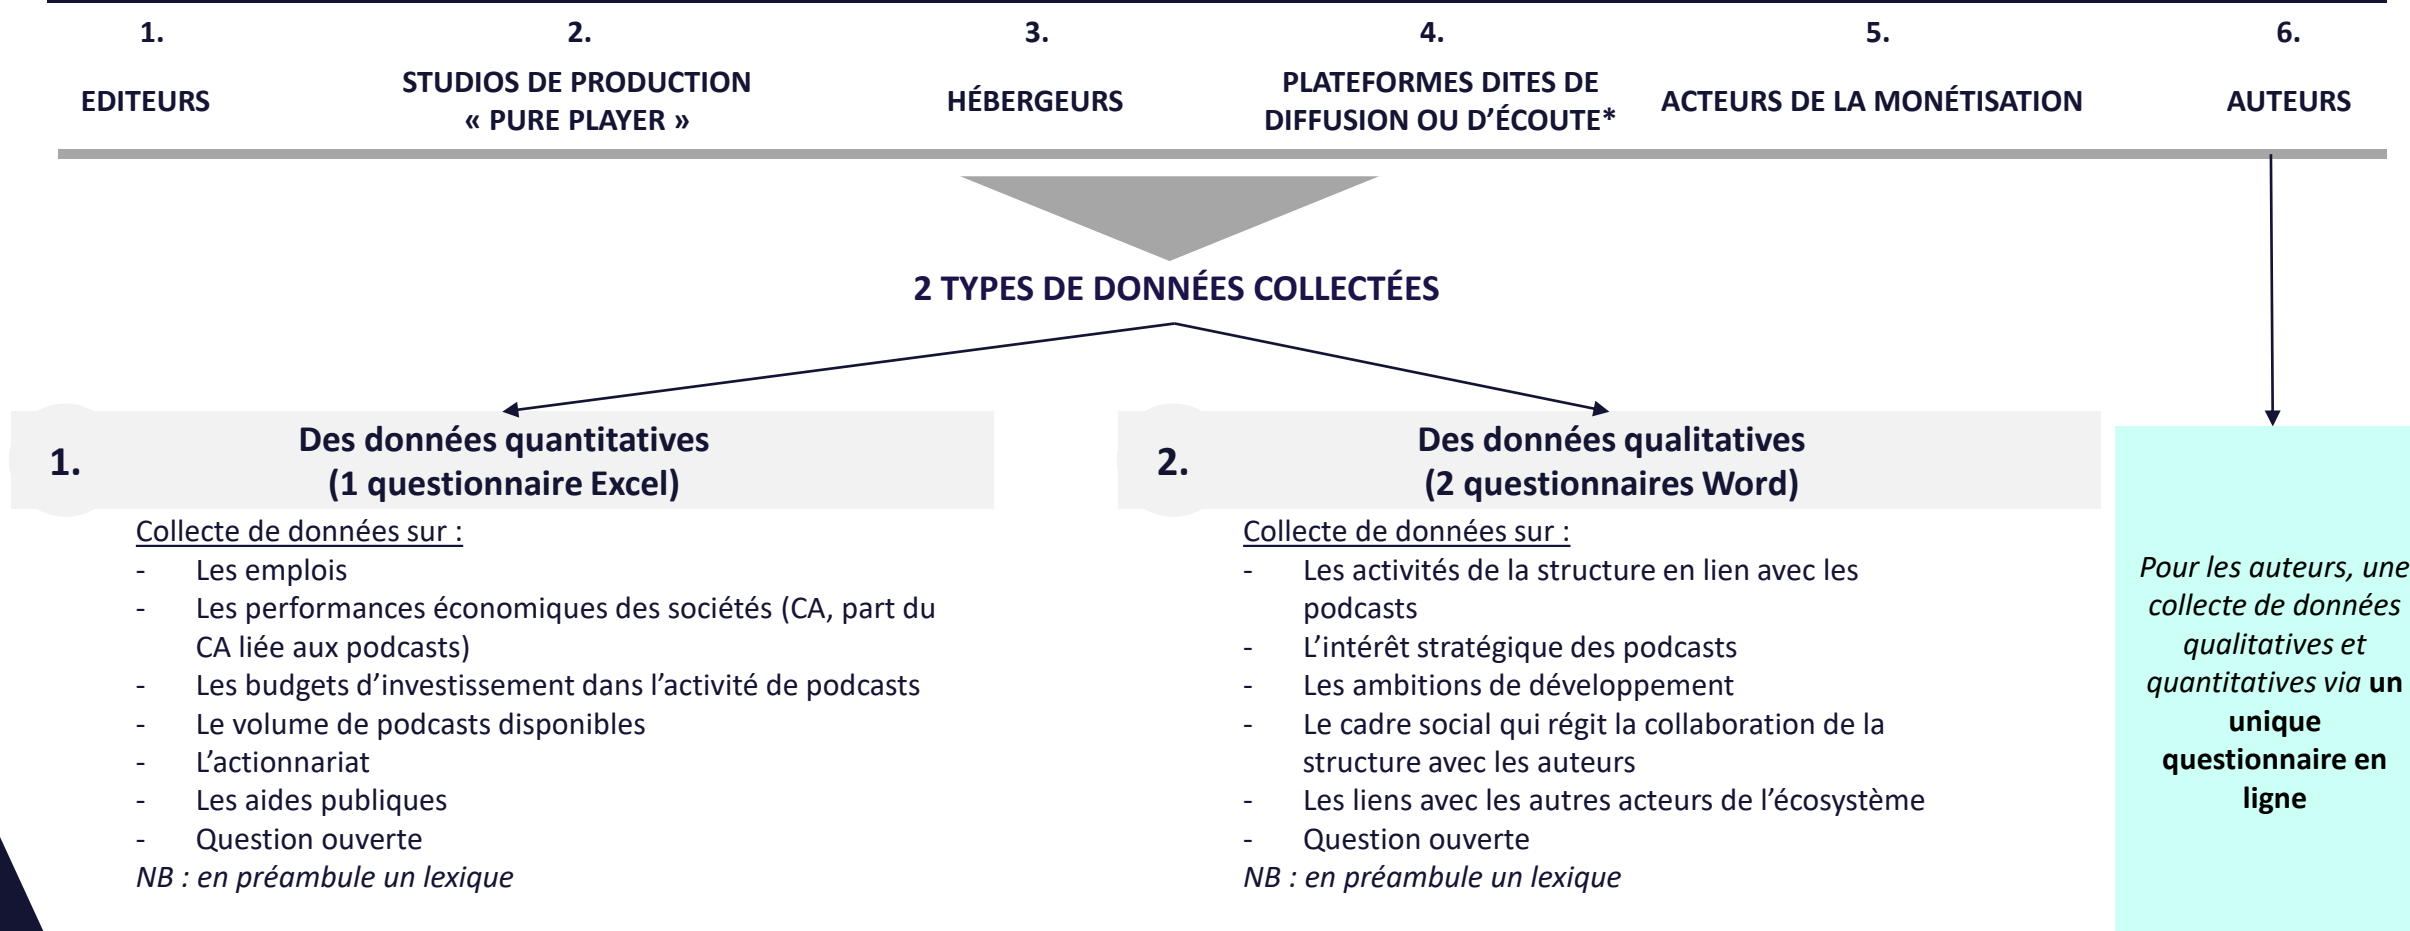 1.
EDITEURS
2.
STUDIOS DE PRODUCTION
« PURE PLAYER »
3.
HÉBERGEURS
4.
PLATEFORMES DITES DE
DIFFUSION OU D’ÉCOUTE*
5.
ACTEURS DE LA MONÉTISATION
6.
AUTEURS
2 TYPES DE DONNÉES COLLECTÉES
1.
Des données quantitatives
(1 questionnaire Excel)
Collecte de données sur :
- Les emplois
- Les performances économiques des sociétés (CA, part du
CA liée aux podcasts)
- Les budgets d’investissement dans l’activité de podcasts
- Le volume de podcasts disponibles
- L’actionnariat
- Les aides publiques
- Question ouverte
NB : en préambule un lexique
2.
Des données qualitatives
(2 questionnaires Word)
Collecte de données sur :
- Les activités de la structure en lien avec les
podcasts
- L’intérêt stratégique des podcasts
- Les ambitions de développement
- Le cadre social qui régit la collaboration de la
structure avec les auteurs
- Les liens avec les autres acteurs de l’écosystème
- Question ouverte
NB : en préambule un lexique
Pour les auteurs, une
collecte de données
qualitatives et
quantitatives via un
unique
questionnaire en
ligne